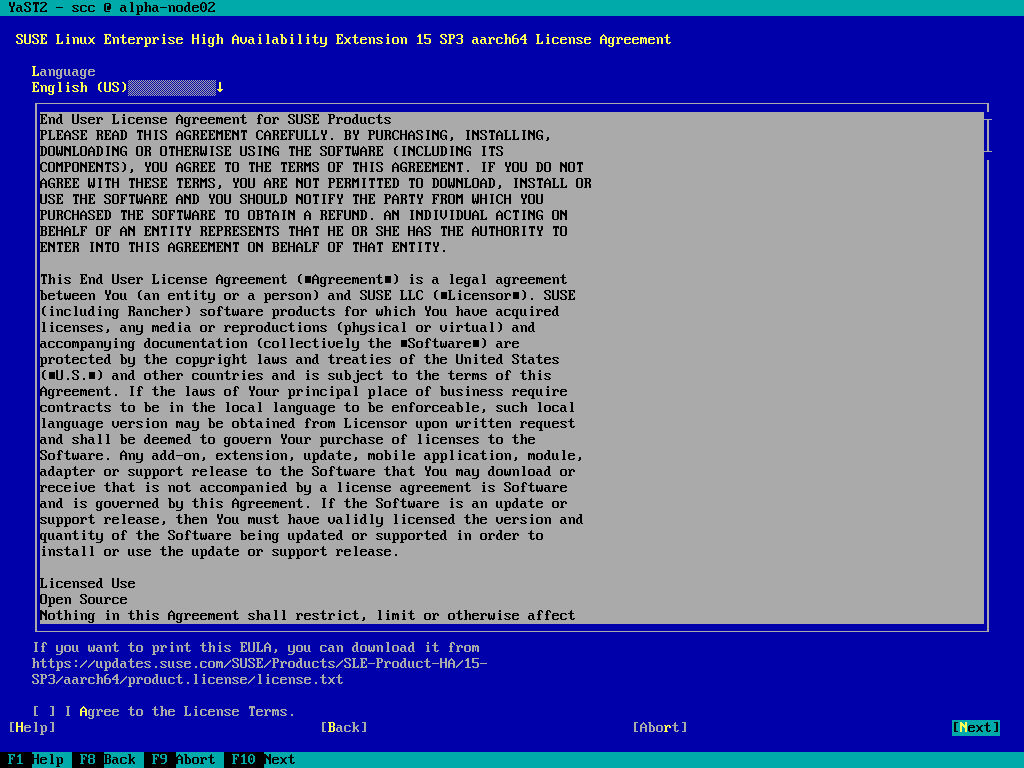 YaST2 - scc @ alpha-node02
SUSE Linux Enterprise High Availability Extension 15 SP3 aarch64 License Agreement
Language
English (US)
End User License Agreement for SUSE Products
PLEASE READ THIS AGREEMENT CAREFULLY. BY PURCHASING, INSTALLING,
DOWNLOADING OR OTHERWISE USING THE SOFTWARE (INCLUDING ITS
COMPONENTS), YOU AGREE TO THE TERMS OF THIS AGREEMENT. IF YOU DO NOT
AGREE WITH THESE TERMS, YOU ARE NOT PERMITTED TO DOWNLOAD, INSTALL OR
USE THE SOFTWARE AND YOU SHOULD NOTIFY THE PARTY FROM WHICH YOU
PURCHASED THE SOFTWARE TO OBTAIN A REFUND. AN INDIVIDUAL ACTING ON
BEHALF OF AN ENTITY REPRESENTS THAT HE OR SHE HAS THE AUTHORITY TO
ENTER INTO THIS AGREEMENT ON BEHALF OF THAT ENTITY.
This End User License Agreement (■Agreement■) is a legal agreement
between You (an entity or a person) and SUSE LLC (■Licensor■). SUSE
(including Rancher) software products for which You have acquired
licenses, any media or reproductions (physical or virtual) and
accompanying documentation (collectively the ■Software■) are
protected by the copyright laws and treaties of the United States
(■U.S.■) and other countries and is subject to the terms of this
Agreement. If the laws of Your principal place of business require
contracts to be in the local language to be enforceable, such local
language version may be obtained from Licensor upon written request
and shall be deemed to govern Your purchase of licenses to the
Software. Any add-on, extension, update, mobile application, module,
adapter or support release to the Software that You may download or
receive that is not accompanied by a license agreement is Software
and is governed by this Agreement. If the Software is an update or
support release, then You must have validly licensed the version and
quantity of the Software being updated or supported in order to
install or use the update or support release.
Licensed Use
Open Source
Nothing in this Agreement shall restrict, limit or otherwise affect
If you want to print this EULA, you can download it from
https://updates.suse.com/SUSE/Products/SLE-Product-HA/15-
SP3/aarch64/product.license/license.txt
[ ] I Agree to the License Terms.
[Help] [Back] [Abort] [Next]
F1 Help F8 Back F9 Abort F10 Next